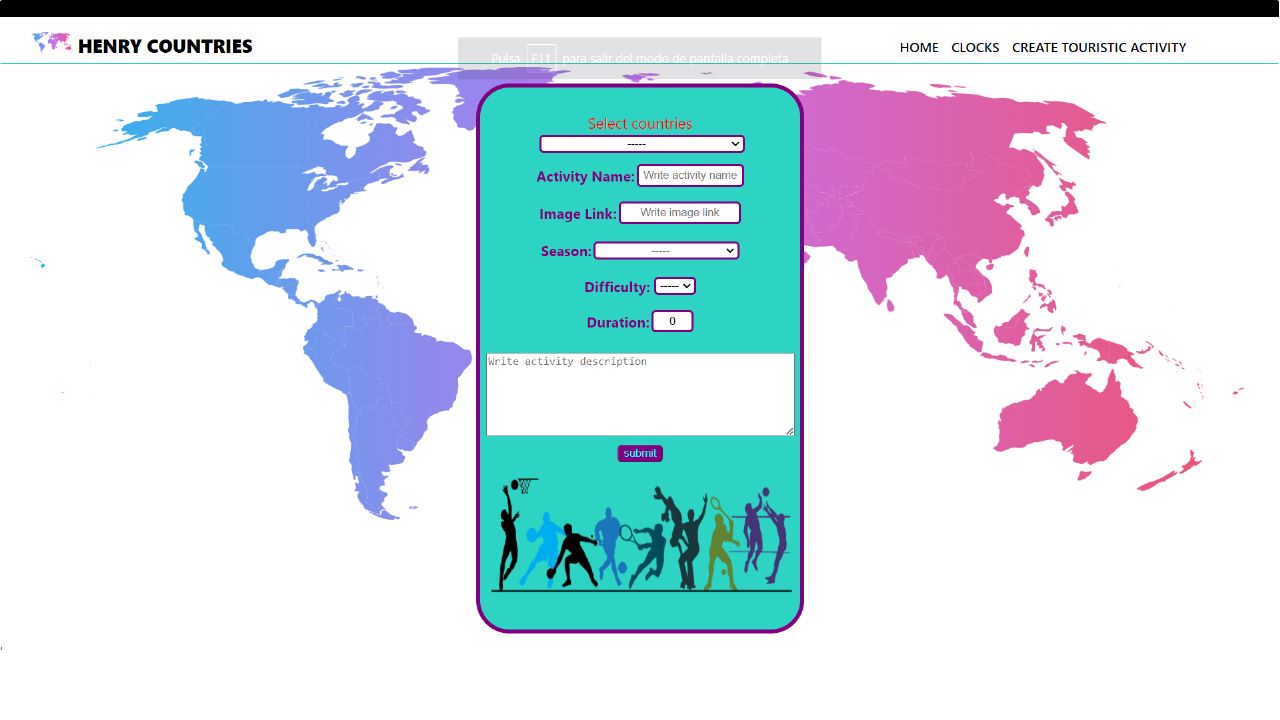 HENRY COUNTRIES
HOME CLOCKS CREATE TOURISTIC ACTIVITY
Pulsa F11 para salir del modo de pantalla completa
Select countries
-----
Activity Name: Write activity name
Image Link: Write image link
Season: -----
Difficulty: -----
Duration: 0
Write activity description
submit